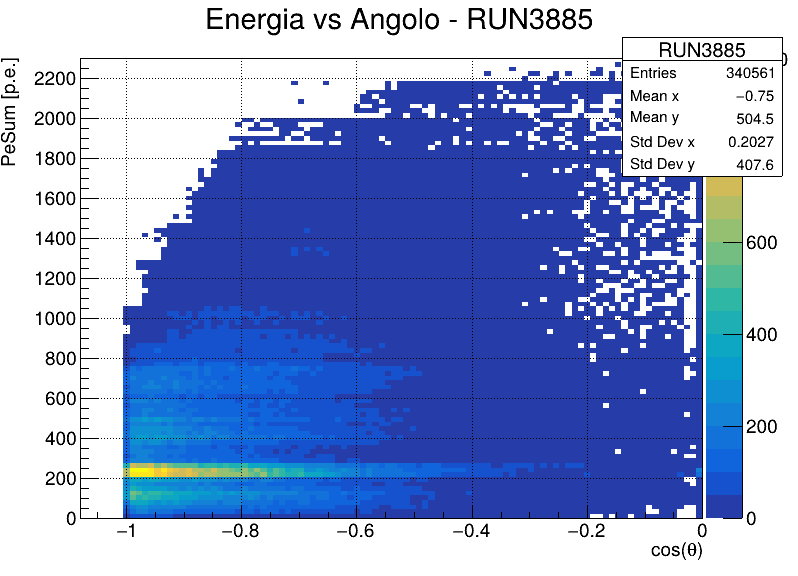 Energia vs Angolo - RUN3885
RUN3885
Entries 340561
Mean x −0.75
Mean y 504.5
Std Dev x 0.2027
Std Dev y 407.6
PeSum [p.e.]
2200
2000
1800
1600
1400
1200
1000
800
600
400
200
0
−1
−0.8
−0.6
−0.4
−0.2
0
cos(θ)
600
400
200
0